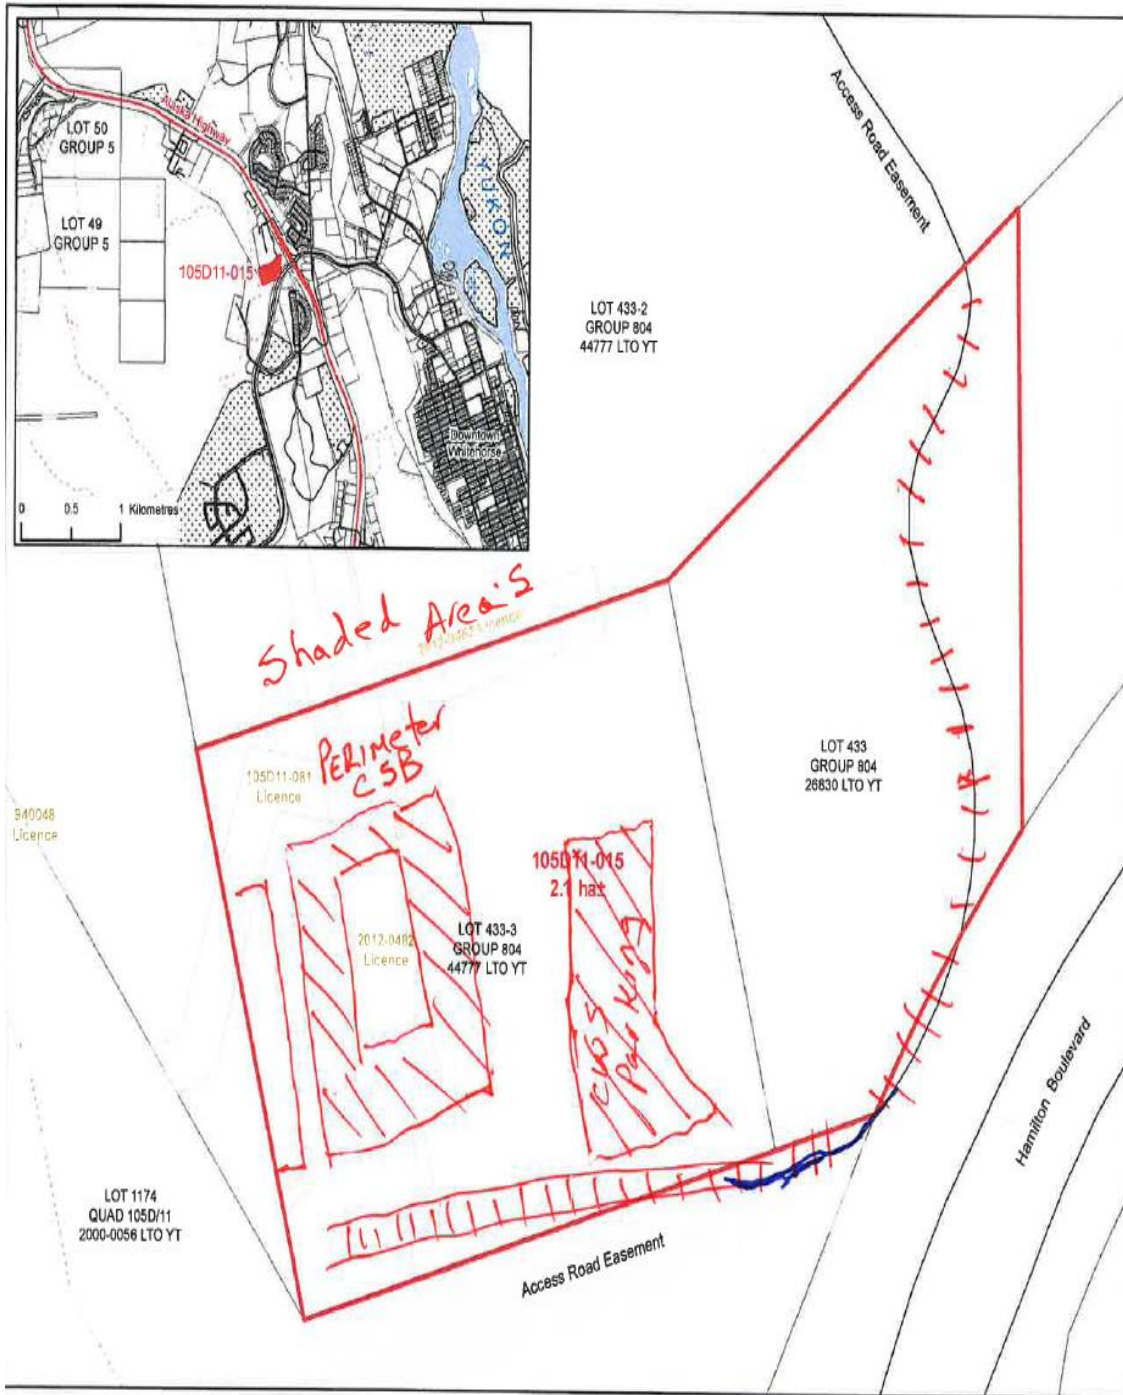 LOT 50
GROUP 5
Alaska Highway
LOT 49
GROUP 5
105D11-015
YUKON
Downtown
Whitehorse
0 0.5 1 Kilometres
Access Road Easement
LOT 433-2
GROUP 804
44777 LTO YT
Shaded Area's
Licence
PERIMeter
CSB
105D11-081
Licence
940048
Licence
LOT 433
GROUP 804
26830 LTO YT
105D11-015
2.1 ha±
2012-0482
Licence
LOT 433-3
GROUP 804
44777 LTO YT
Parking
Hamilton Boulevard
LOT 1174
QUAD 105D/11
2000-0056 LTO YT
Access Road Easement